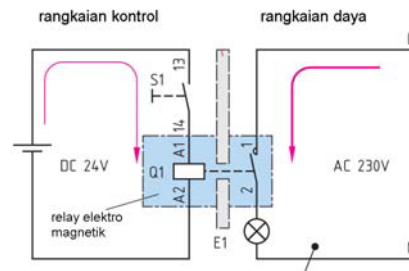 rangkaian kontrol
rangkaian daya
13
S1
14
A1
1
DC 24V
Q1
AC 230V
A2
2
relay elektro
magnetik
E1